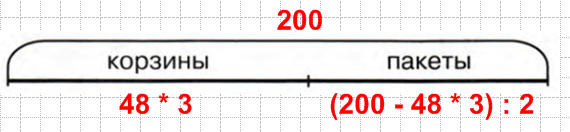 200
корзины пакеты
48 * 3 (200 - 48 * 3) : 2